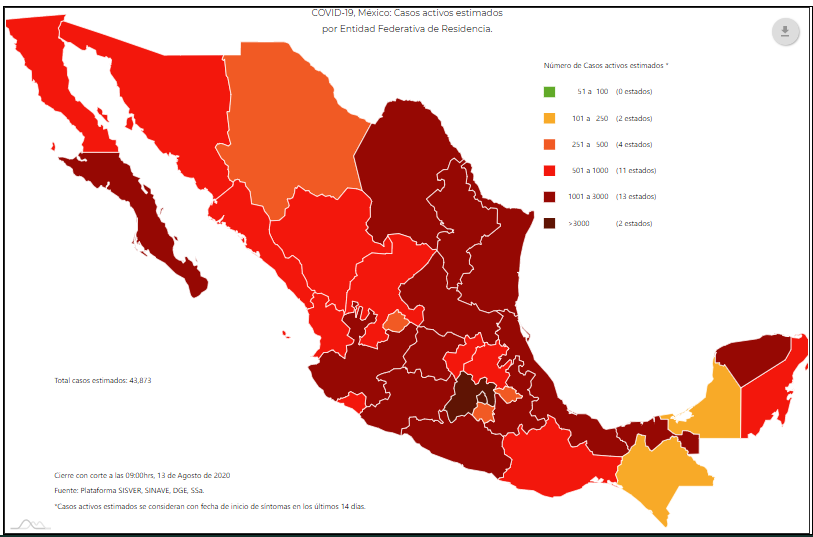 COVID-19, México: Casos activos estimados
por Entidad Federativa de Residencia.
Número de Casos activos estimados *
51 a 100 (0 estados)
101 a 250 (2 estados)
251 a 500 (4 estados)
501 a 1000 (11 estados)
1001 a 3000 (13 estados)
>3000 (2 estados)
Total casos estimados: 43,873
Cierre con corte a las 09:00hrs, 13 de Agosto de 2020
Fuente: Plataforma SISVER, SINAVE, DGE, SSa.
*Casos activos estimados se consideran con fecha de inicio de síntomas en los últimos 14 días.